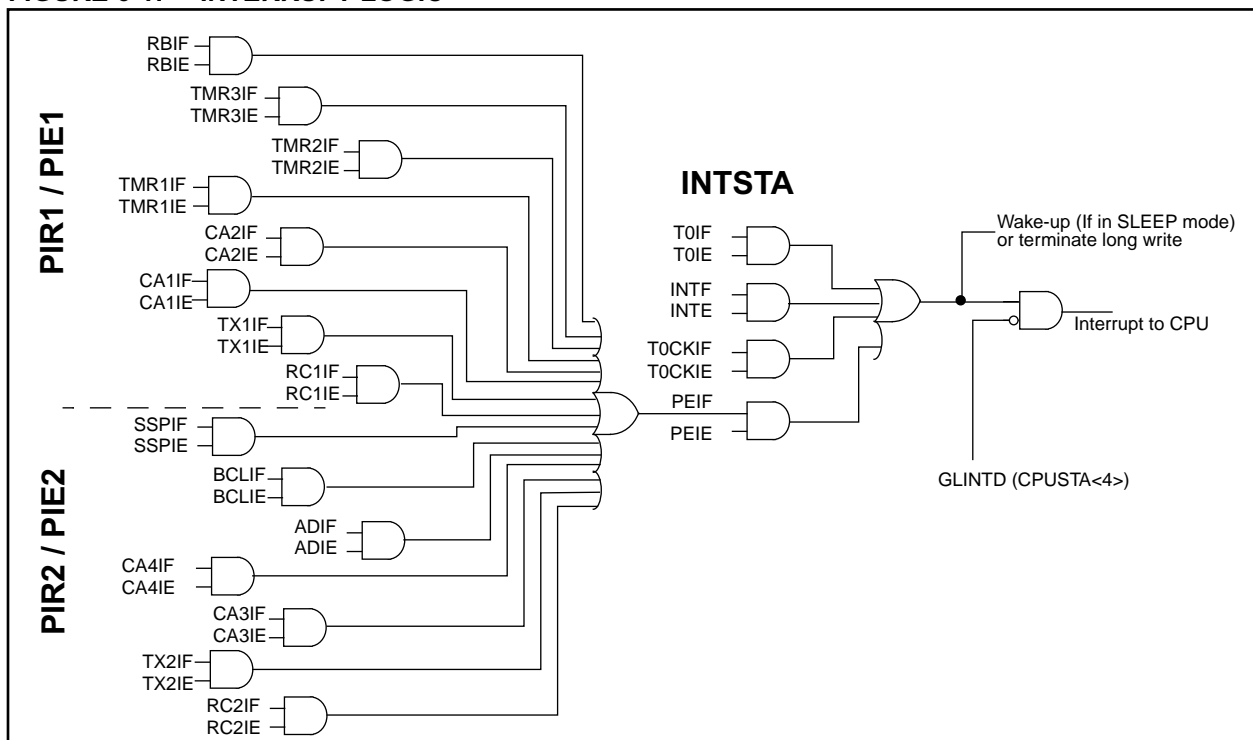 RBIF
RBIE
TMR3IF
TMR3IE
TMR2IF
TMR2IE
TMR1IF
TMR1IE
CA2IF
CA2IE
CA1IF
CA1IE
TX1IF
TX1IE
RC1IF
RC1IE
PIR1 / PIE1
SSPIF
SSPIE
BCLIF
BCLIE
ADIF
ADIE
CA4IF
CA4IE
CA3IF
CA3IE
TX2IF
TX2IE
RC2IF
RC2IE
PIR2 / PIE2
INTSTA
T0IF
T0IE
INTF
INTE
T0CKIF
T0CKIE
PEIF
PEIE
Wake-up (If in SLEEP mode)
or terminate long write
Interrupt to CPU
GLINTD (CPUSTA<4>)